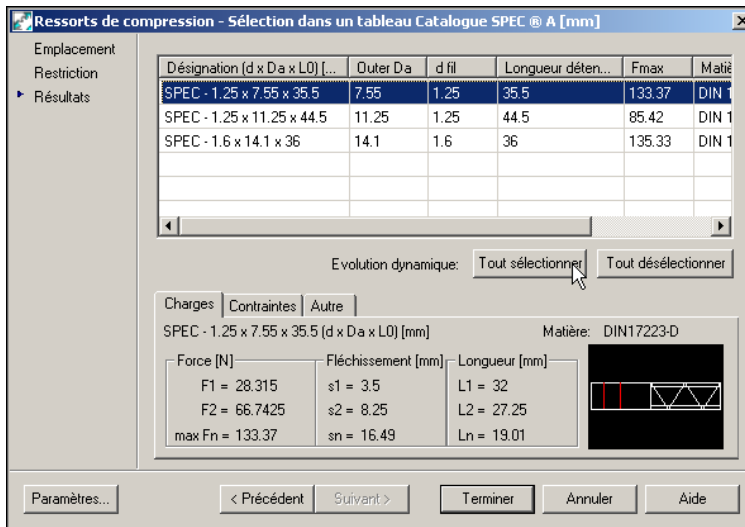 Ressorts de compression - Sélection dans un tableau Catalogue SPEC ® A [mm]
Emplacement
Restriction
Résultats
Désignation (d x Da x L0) [... Outer Da d fil Longueur déten... Fmax Matiè
SPEC - 1.25 x 7.55 x 35.5 7.55 1.25 35.5 133.37 DIN 1
SPEC - 1.25 x 11.25 x 44.5 11.25 1.25 44.5 85.42 DIN 1
SPEC - 1.6 x 14.1 x 36 14.1 1.6 36 135.33 DIN 1
Evolution dynamique: Tout sélectionner Tout désélectionner
Charges Contraintes Autre
SPEC - 1.25 x 7.55 x 35.5 (d x Da x L0) [mm] Matière: DIN17223-D
Force [N] Fléchissement [mm] Longueur [mm]
F1 = 28.315 s1 = 3.5 L1 = 32
F2 = 66.7425 s2 = 8.25 L2 = 27.25
max Fn = 133.37 sn = 16.49 Ln = 19.01
Paramètres... < Précédent Suivant > Terminer Annuler Aide